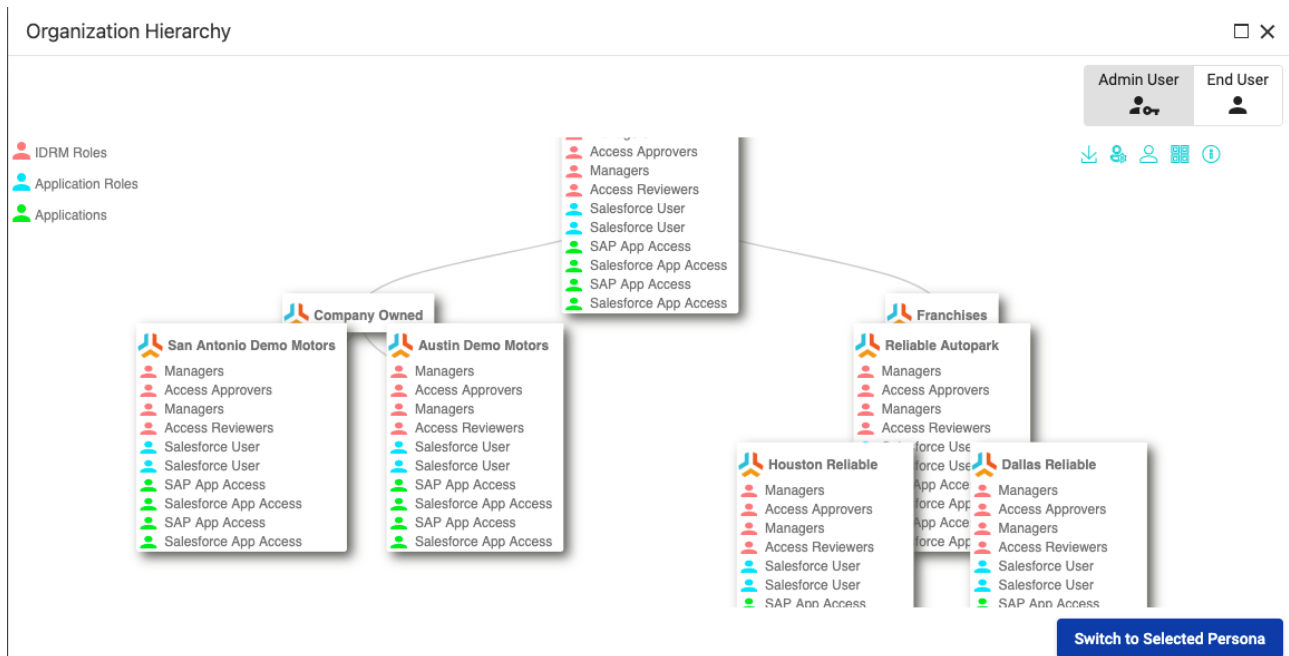 Organization Hierarchy
Admin User
End User
IDRM Roles
Application Roles
Applications
Access Approvers
Managers
Access Reviewers
Salesforce User
Salesforce User
SAP App Access
Salesforce App Access
SAP App Access
Salesforce App Access
Company Owned
San Antonio Demo Motors
Managers
Access Approvers
Managers
Access Reviewers
Salesforce User
Salesforce User
SAP App Access
Salesforce App Access
SAP App Access
Salesforce App Access
Austin Demo Motors
Managers
Access Approvers
Managers
Access Reviewers
Salesforce User
Salesforce User
SAP App Access
Salesforce App Access
SAP App Access
Salesforce App Access
Franchises
Reliable Autopark
Managers
Access Approvers
Managers
Access Reviewers
Houston Reliable
Managers
Access Approvers
Managers
Access Reviewers
Salesforce User
Salesforce User
SAP App Access
Dallas Reliable
Managers
Access Approvers
Managers
Access Reviewers
Salesforce User
Salesforce User
SAP App Access
Switch to Selected Persona